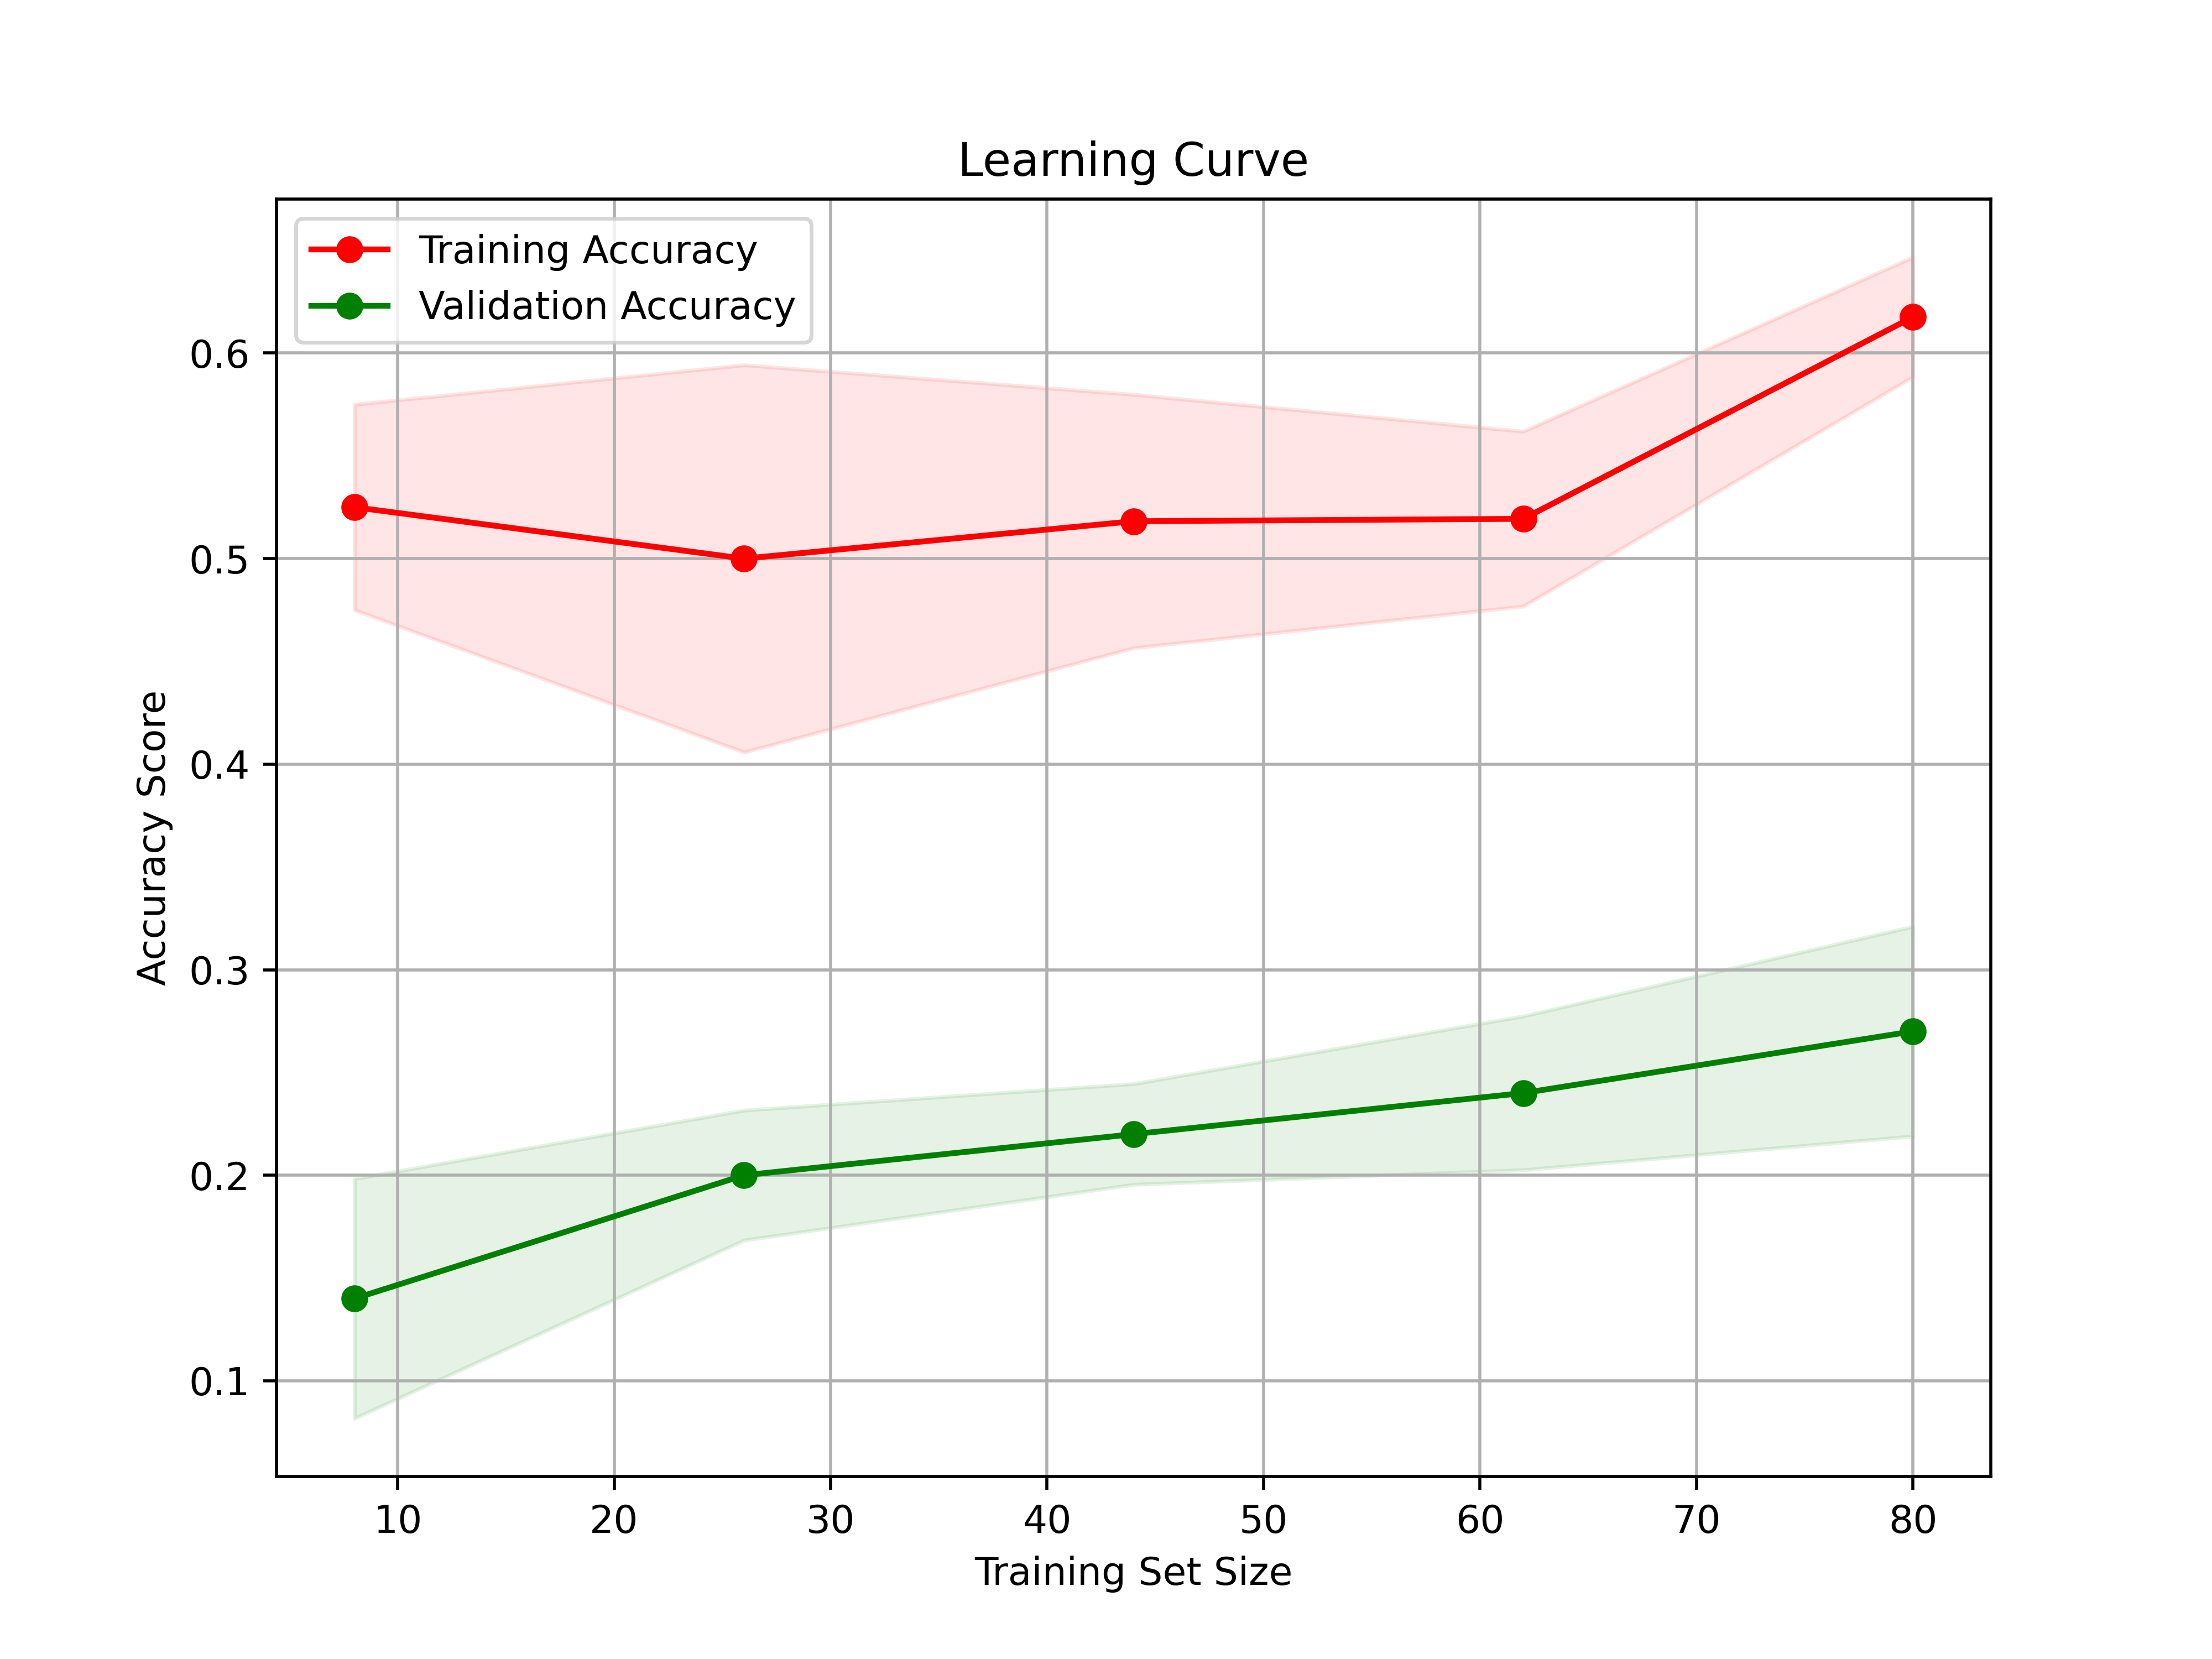 Learning Curve
Training Accuracy
Validation Accuracy
0.6
0.5
0.4
0.3
0.2
0.1
Accuracy Score
10 20 30 40 50 60 70 80
Training Set Size